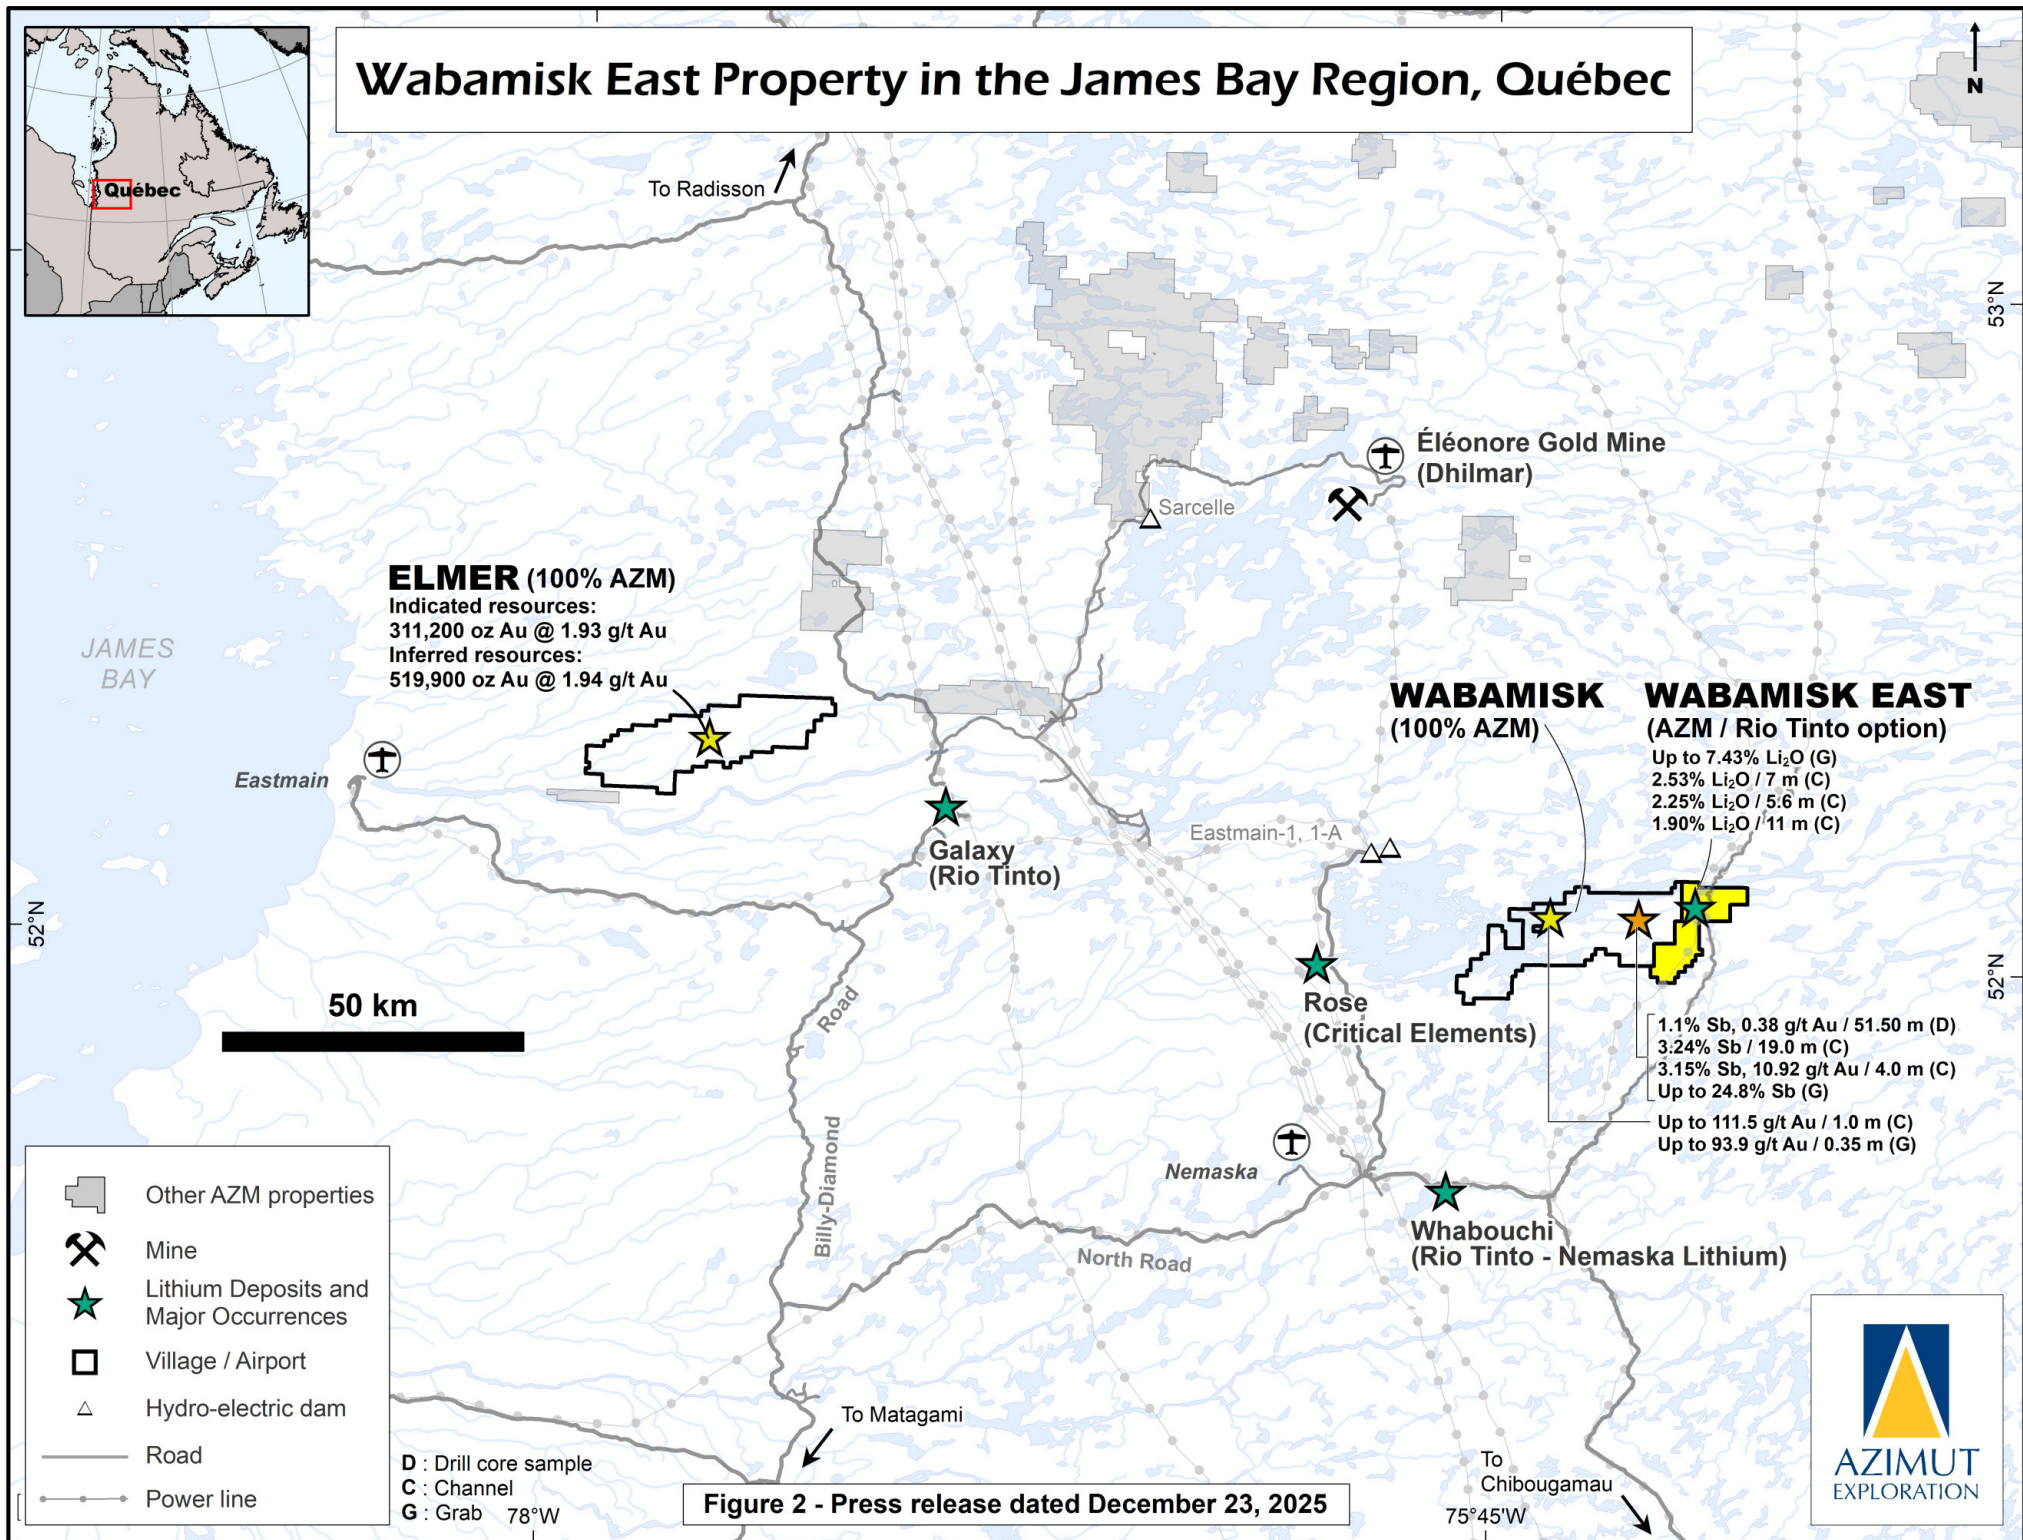 Wabamisk East Property in the James Bay Region, Québec
Québec
N
To Radisson
53°N
Éléonore Gold Mine
(Dhilmar)
Sarcelle
ELMER (100% AZM)
Indicated resources:
311,200 oz Au @ 1.93 g/t Au
Inferred resources:
519,900 oz Au @ 1.94 g/t Au
JAMES
BAY
WABAMISK
(100% AZM)
WABAMISK EAST
(AZM / Rio Tinto option)
Up to 7.43% Li₂O (G)
2.53% Li₂O / 7 m (C)
2.25% Li₂O / 5.6 m (C)
1.90% Li₂O / 11 m (C)
Eastmain
Galaxy
(Rio Tinto)
Eastmain-1, 1-A
52°N
52°N
50 km
Road
Rose
(Critical Elements)
1.1% Sb, 0.38 g/t Au / 51.50 m (D)
3.24% Sb / 19.0 m (C)
3.15% Sb, 10.92 g/t Au / 4.0 m (C)
Up to 24.8% Sb (G)
Up to 111.5 g/t Au / 1.0 m (C)
Up to 93.9 g/t Au / 0.35 m (G)
Billy-Diamond
Nemaska
Whabouchi
(Rio Tinto - Nemaska Lithium)
North Road
Other AZM properties
Mine
Lithium Deposits and
Major Occurrences
Village / Airport
Hydro-electric dam
Road
Power line
To Matagami
D : Drill core sample
C : Channel
G : Grab
78°W
Figure 2 - Press release dated December 23, 2025
To
Chibougamau
75°45'W
AZIMUT
EXPLORATION